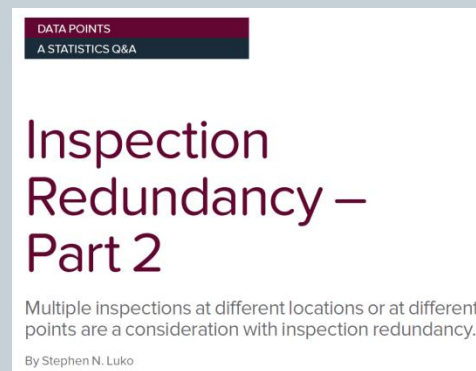 DATA POINTS
A STATISTICS Q&A
Inspection
Redundancy –
Part 2
Multiple inspections at different locations or at different
points are a consideration with inspection redundancy.
By Stephen N. Luko